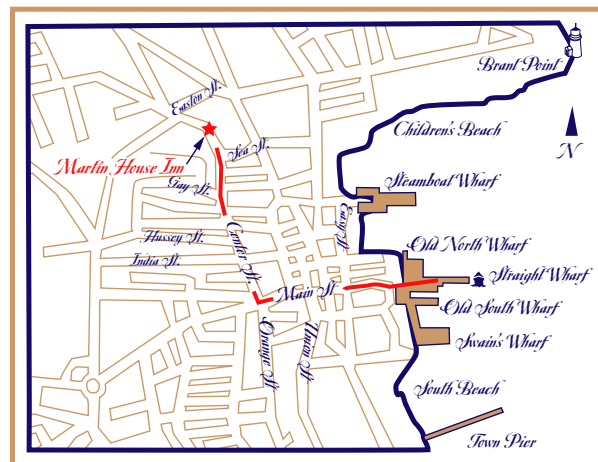 Brant Point
Easton St.
Children's Beach
N
Sea St.
Martin House Inn
Gay St.
Steamboat Wharf
Easy St.
Center St.
Hussey St.
Old North Wharf
India St.
Straight Wharf
Main St.
Old South Wharf
Orange St
Union St.
Swain's Wharf
South Beach
Town Pier